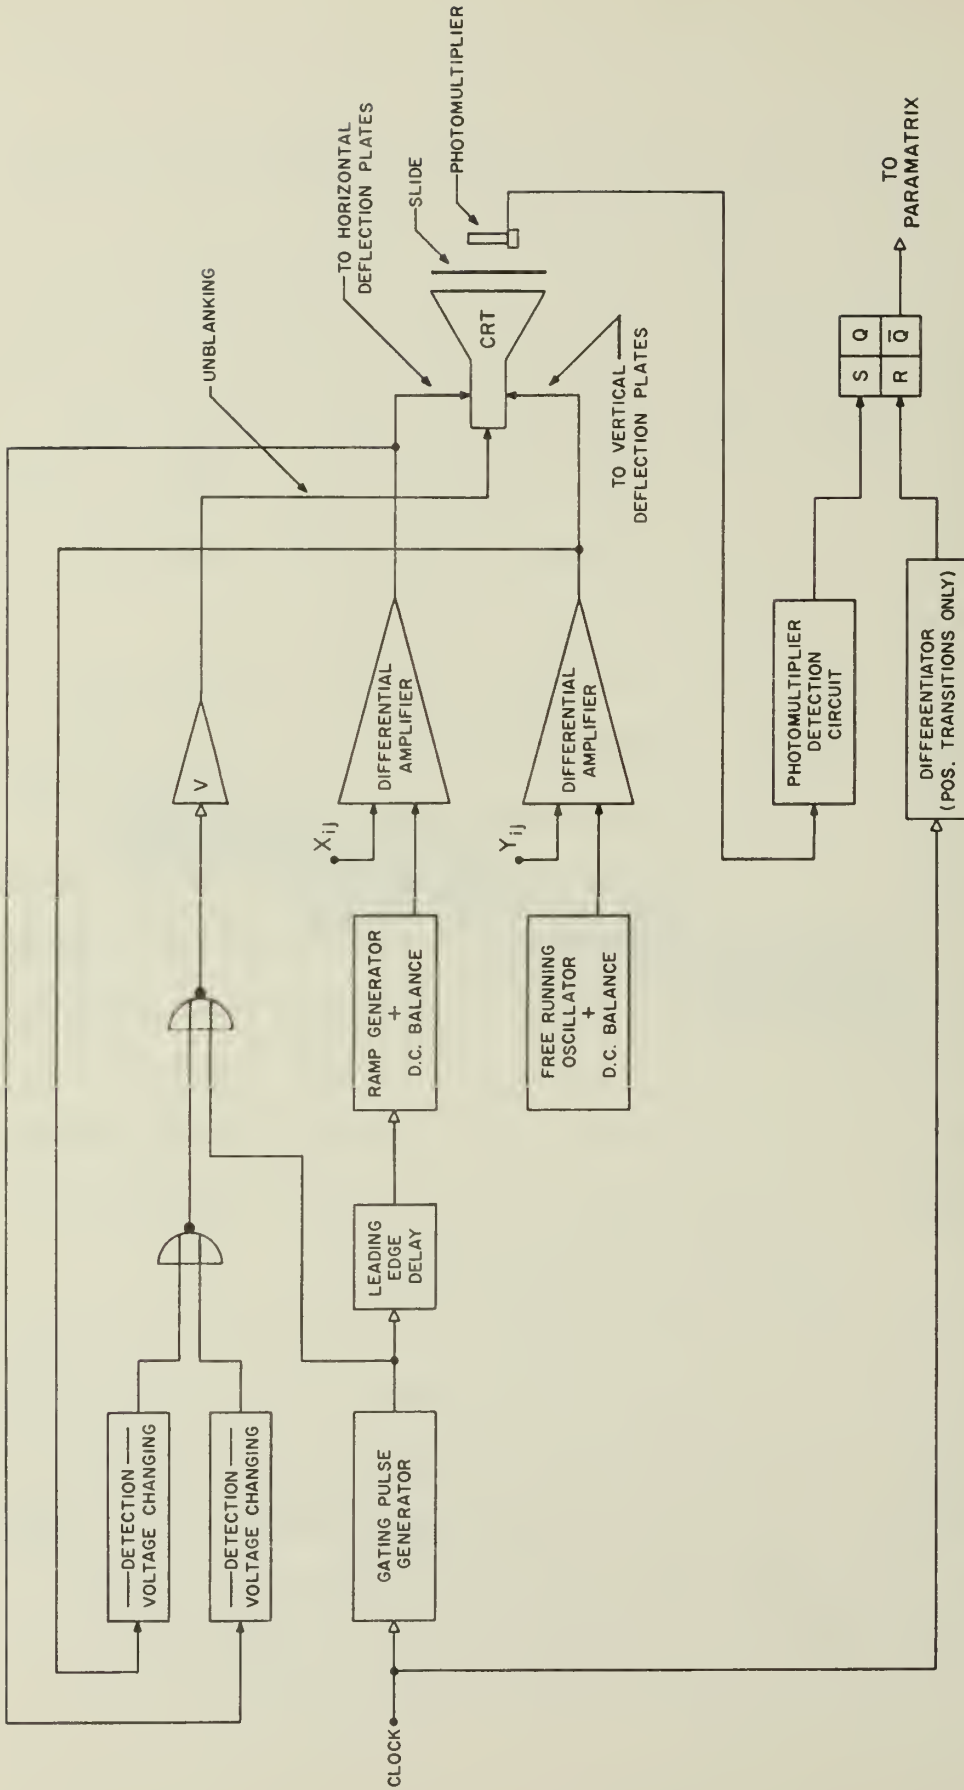 UNBLANKING
TO HORIZONTAL
DEFLECTION PLATES
SLIDE
PHOTOMULTIPLIER
CRT
TO VERTICAL
DEFLECTION PLATES
V
DETECTION
VOLTAGE CHANGING
DETECTION
VOLTAGE CHANGING
CLOCK
GATING PULSE
GENERATOR
LEADING
EDGE
DELAY
RAMP GENERATOR
+
D.C. BALANCE
Xij
DIFFERENTIAL
AMPLIFIER
FREE RUNNING
OSCILLATOR
+
D.C. BALANCE
Yij
DIFFERENTIAL
AMPLIFIER
PHOTOMULTIPLIER
DETECTION
CIRCUIT
DIFFERENTIATOR
(POS. TRANSITIONS ONLY)
S Q
R Q̅
TO
PARAMATRIX